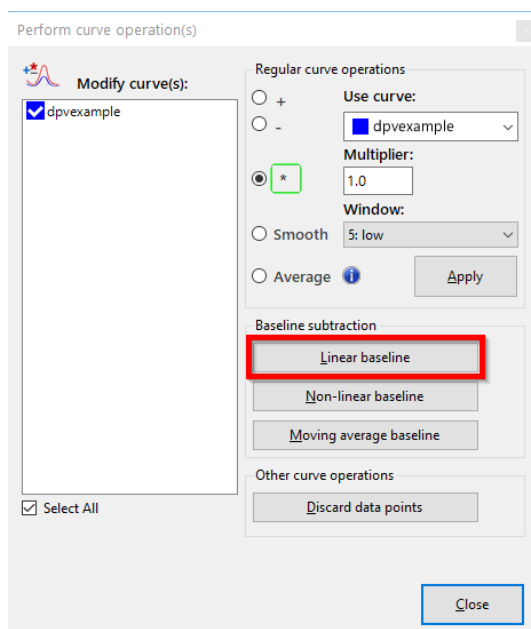 Perform curve operation(s)
Modify curve(s):
dpvexample
Select All
Regular curve operations
+
Use curve:
-
dpvexample
Multiplier:
*
1.0
Window:
Smooth
5: low
Average
Apply
Baseline subtraction
Linear baseline
Non-linear baseline
Moving average baseline
Other curve operations
Discard data points
Close